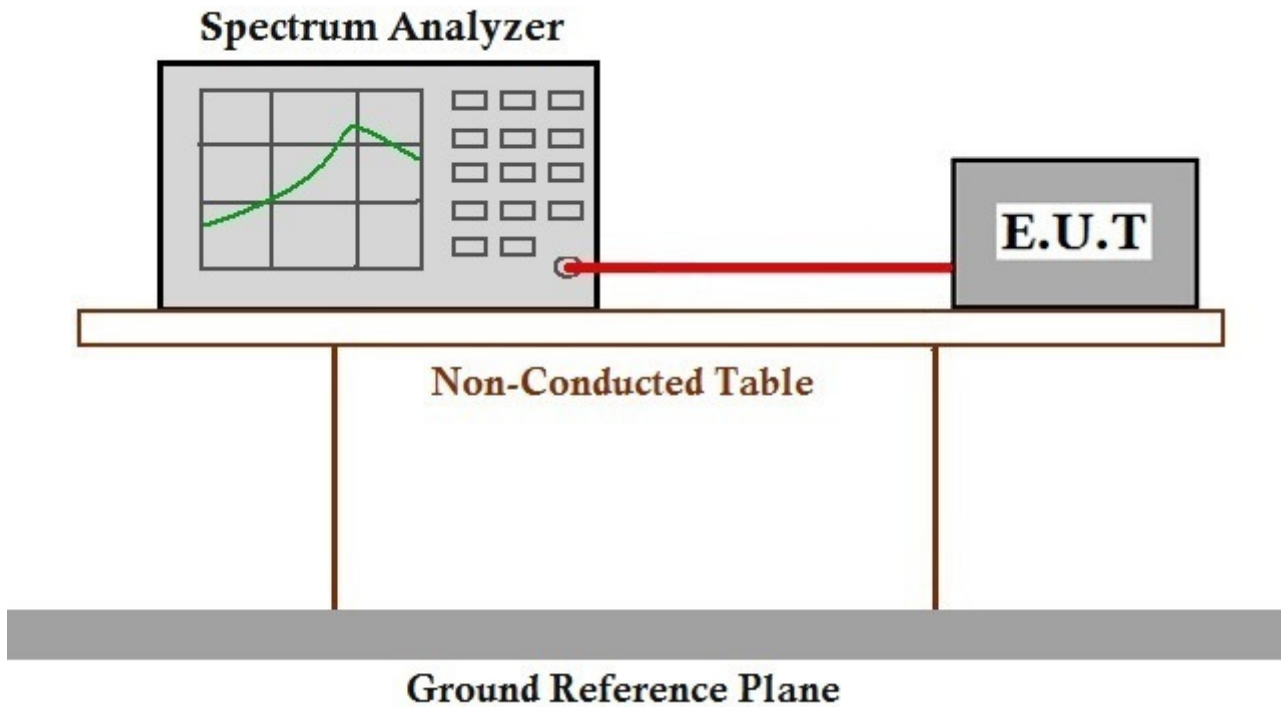 Spectrum Analyzer
E.U.T
Non-Conducted Table
Ground Reference Plane